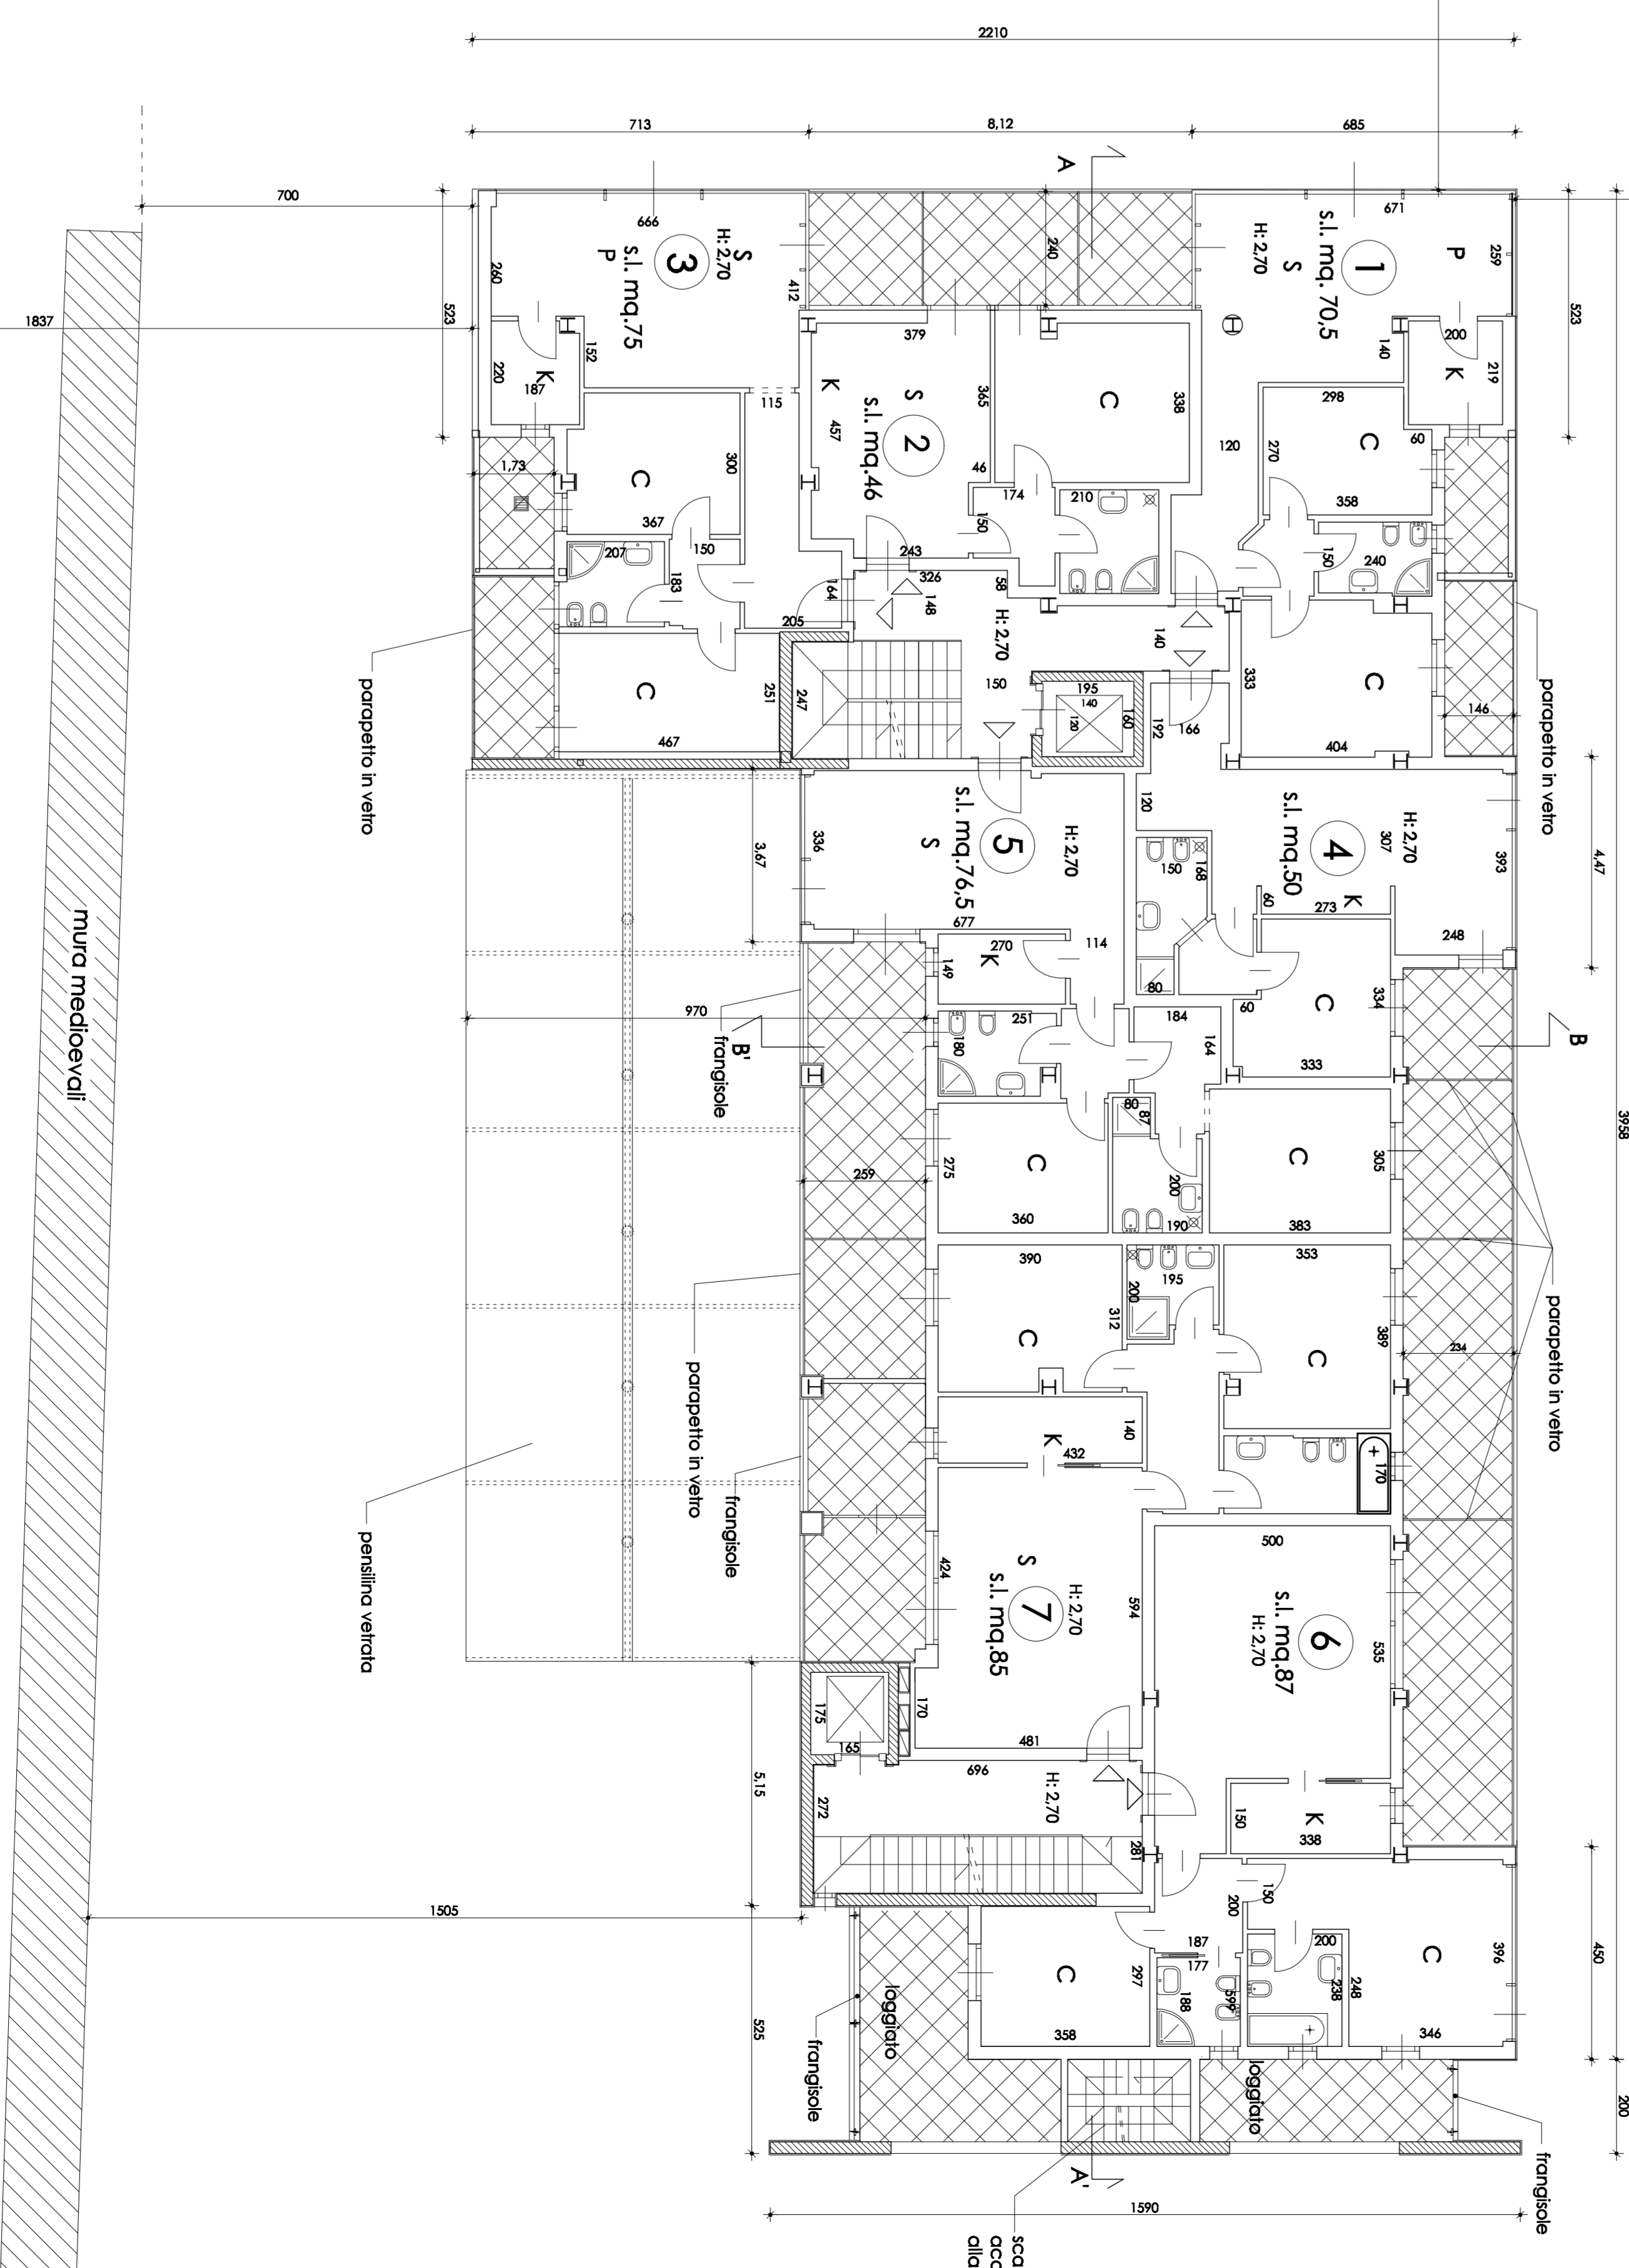 2210
713
8,12
685
A
700
523
1837
666
S
H: 2,70
3
s.l. mq.75
P
260
412
152
220
K
187
115
240
671
259
P
1
s.l. mq. 70,5
S
H: 2,70
523
200
140
219
K
298
C
60
270
358
120
379
365
338
C
K
457
S
2
s.l. mq.46
46
174
210
150
243
326
148
58
H: 2,70
164
205
1,73
C
300
367
207
150
183
C
251
467
247
150
195
140
120
160
140
192
166
150
240
333
C
404
146
parapetto in vetro
parapetto in vetro
3958
4,47
393
H: 2,70
307
4
s.l. mq.50
K
60
273
248
120
150
168
80
336
3,67
H: 2,70
5
s.l. mq.76,5
S
677
270
K
149
114
C
334
333
60
184
164
B
B'
frangisole
970
251
180
80
87
C
275
360
259
200
190
C
305
383
parapetto in vetro
390
312
C
195
200
353
389
C
234
parapetto in vetro
frangisole
pensilina vetrata
mura medioevali
K
432
140
170
500
6
s.l. mq.87
H: 2,70
535
S
H: 2,70
7
s.l. mq.85
424
594
170
481
175
165
5,15
696
H: 2,70
272
281
150
K
338
1505
525
450
396
C
150
200
187
177
200
238
248
346
188
599
C
297
358
loggiato
loggiato
frangisole
frangisole
200
A'
1590
sca
acc
alla